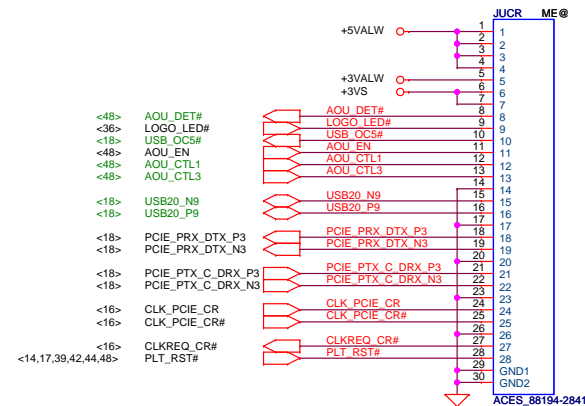 JUCR ME@
+5VALW 1 1
2 2
3 3
4 4
+3VALW 5 5
+3VS 6 6
7 7
<48> AOU_DET# AOU_DET# 8 8
<36> LOGO_LED# LOGO_LED# 9 9
<18> USB_OC5# USB_OC5# 10 10
<48> AOU_EN AOU_EN 11 11
<48> AOU_CTL1 AOU_CTL1 12 12
<48> AOU_CTL3 AOU_CTL3 13 13
14 14
<18> USB20_N9 USB20_N9 15 15
<18> USB20_P9 USB20_P9 16 16
17 17
<18> PCIE_PRX_DTX_P3 PCIE_PRX_DTX_P3 18 18
<18> PCIE_PRX_DTX_N3 PCIE_PRX_DTX_N3 19 19
20 20
<18> PCIE_PTX_C_DRX_P3 PCIE_PTX_C_DRX_P3 21 21
<18> PCIE_PTX_C_DRX_N3 PCIE_PTX_C_DRX_N3 22 22
23 23
<16> CLK_PCIE_CR CLK_PCIE_CR 24 24
<16> CLK_PCIE_CR# CLK_PCIE_CR# 25 25
26 26
<16> CLKREQ_CR# CLKREQ_CR# 27 27
<14,17,39,42,44,48> PLT_RST# PLT_RST# 28 28
29 GND1
30 GND2
ACES_88194-2841